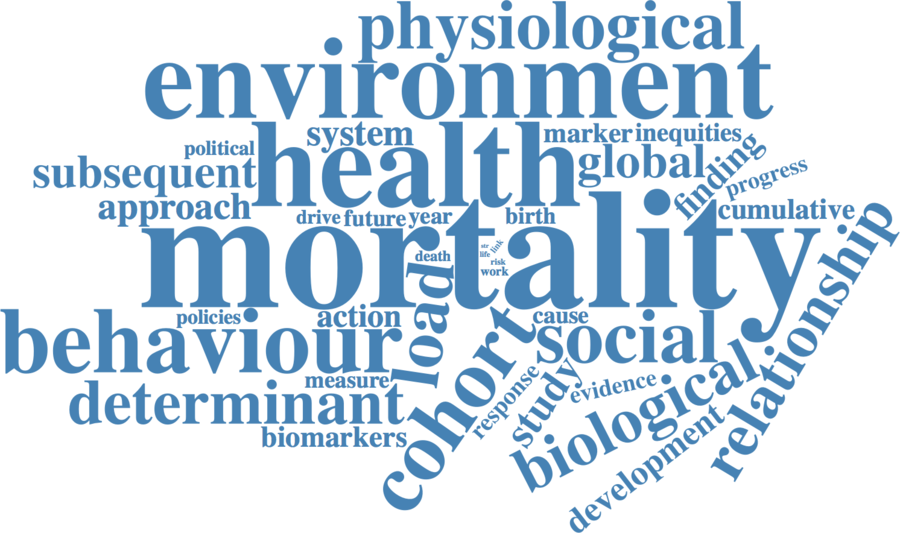 physiological
environment
system
marker
inequities
political
health
global
finding
subsequent
progress
approach
drive
future
year
birth
cumulative
mortality
death
str
link
life
risk
work
relationship
load
policies
action
cause
behaviour
cohort
social
measure
response
study
evidence
biological
determinant
biomarkers
development